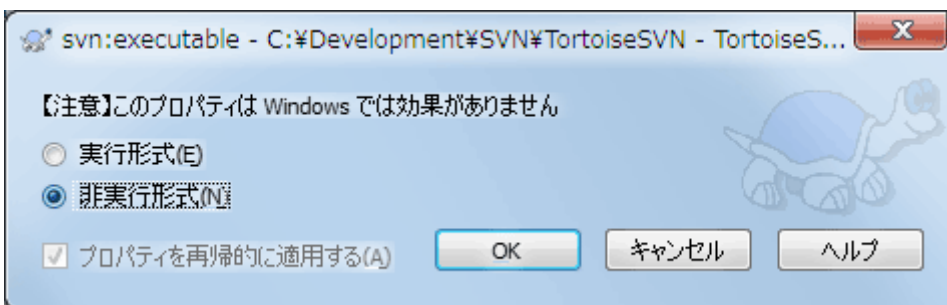 svn:executable - C:¥Development¥SVN¥TortoiseSVN - TortoiseS...
【注意】このプロパティは Windows では効果がありません
実行形式(E)
非実行形式(N)
プロパティを再帰的に適用する(A)
OK
キャンセル
ヘルプ